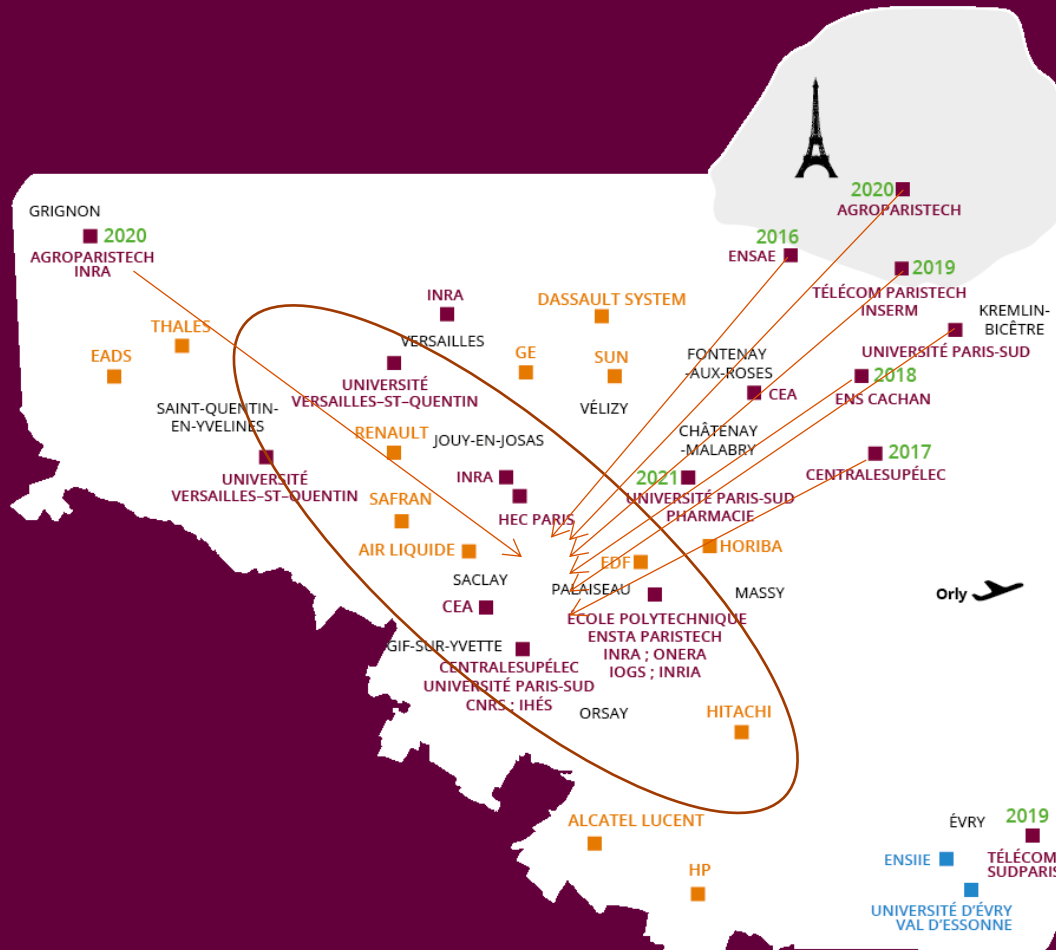 2020
AGROPARISTECH
GRIGNON
2020
AGROPARISTECH
INRA
2016
ENSAE
2019
TÉLÉCOM PARISTECH
INSERM
KREMLIN-
BICÊTRE
UNIVERSITÉ PARIS-SUD
INRA
VERSAILLES
DASSAULT SYSTEM
THALES
EADS
GE
SUN
FONTENAY
-AUX-ROSES
CEA
2018
ENS CACHAN
UNIVERSITÉ
VERSAILLES–ST–QUENTIN
SAINT-QUENTIN-
EN-YVELINES
VÉLIZY
RENAULT
JOUY-EN-JOSAS
CHÂTENAY
-MALABRY
2017
CENTRALESUPÉLEC
UNIVERSITÉ
VERSAILLES–ST–QUENTIN
INRA
HEC PARIS
2021
UNIVERSITÉ PARIS-SUD
PHARMACIE
SAFRAN
AIR LIQUIDE
HORIBA
EDF
SACLAY
PALAISEAU
MASSY
Orly
CEA
ÉCOLE POLYTECHNIQUE
ENSTA PARISTECH
INRA ; ONERA
IOGS ; INRIA
GIF-SUR-YVETTE
CENTRALESUPÉLEC
UNIVERSITÉ PARIS-SUD
CNRS ; IHÉS
ORSAY
HITACHI
ALCATEL LUCENT
HP
ÉVRY
2019
TÉLÉCOM
SUDPARIS
ENSIIE
UNIVERSITÉ D'ÉVRY
VAL D'ESSONNE